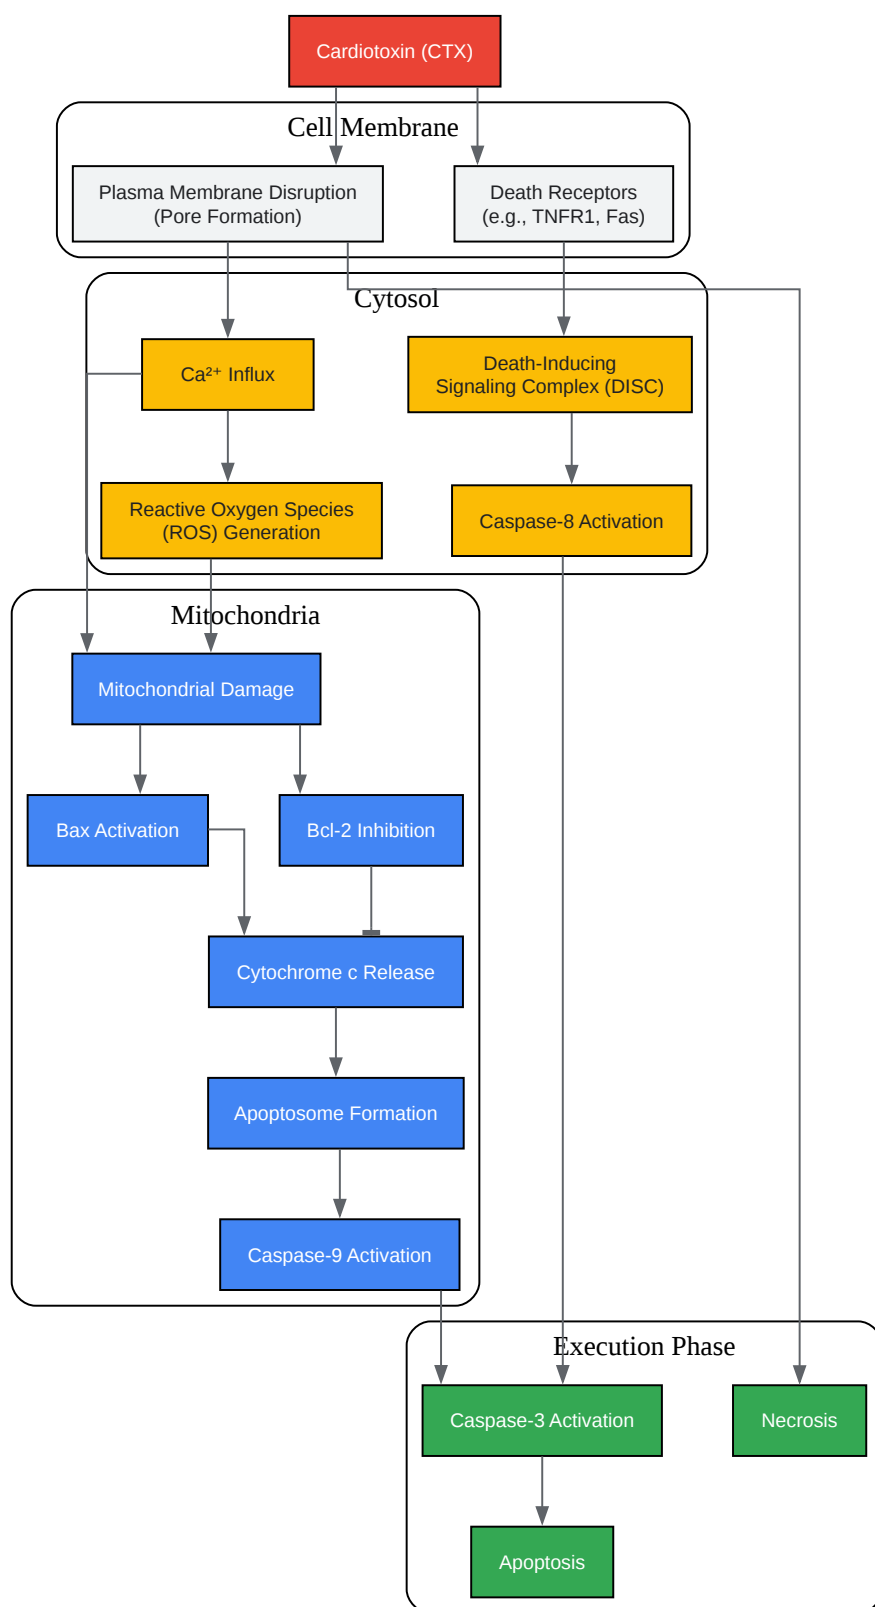 Cardiotoxin (CTX)
Cell Membrane
Plasma Membrane Disruption
(Pore Formation)
Death Receptors
(e.g., TNFR1, Fas)
Cytosol
Ca²⁺ Influx
Death-Inducing
Signaling Complex (DISC)
Reactive Oxygen Species
(ROS) Generation
Caspase-8 Activation
Mitochondria
Mitochondrial Damage
Bax Activation
Bcl-2 Inhibition
Cytochrome c Release
Apoptosome Formation
Caspase-9 Activation
Execution Phase
Caspase-3 Activation
Necrosis
Apoptosis